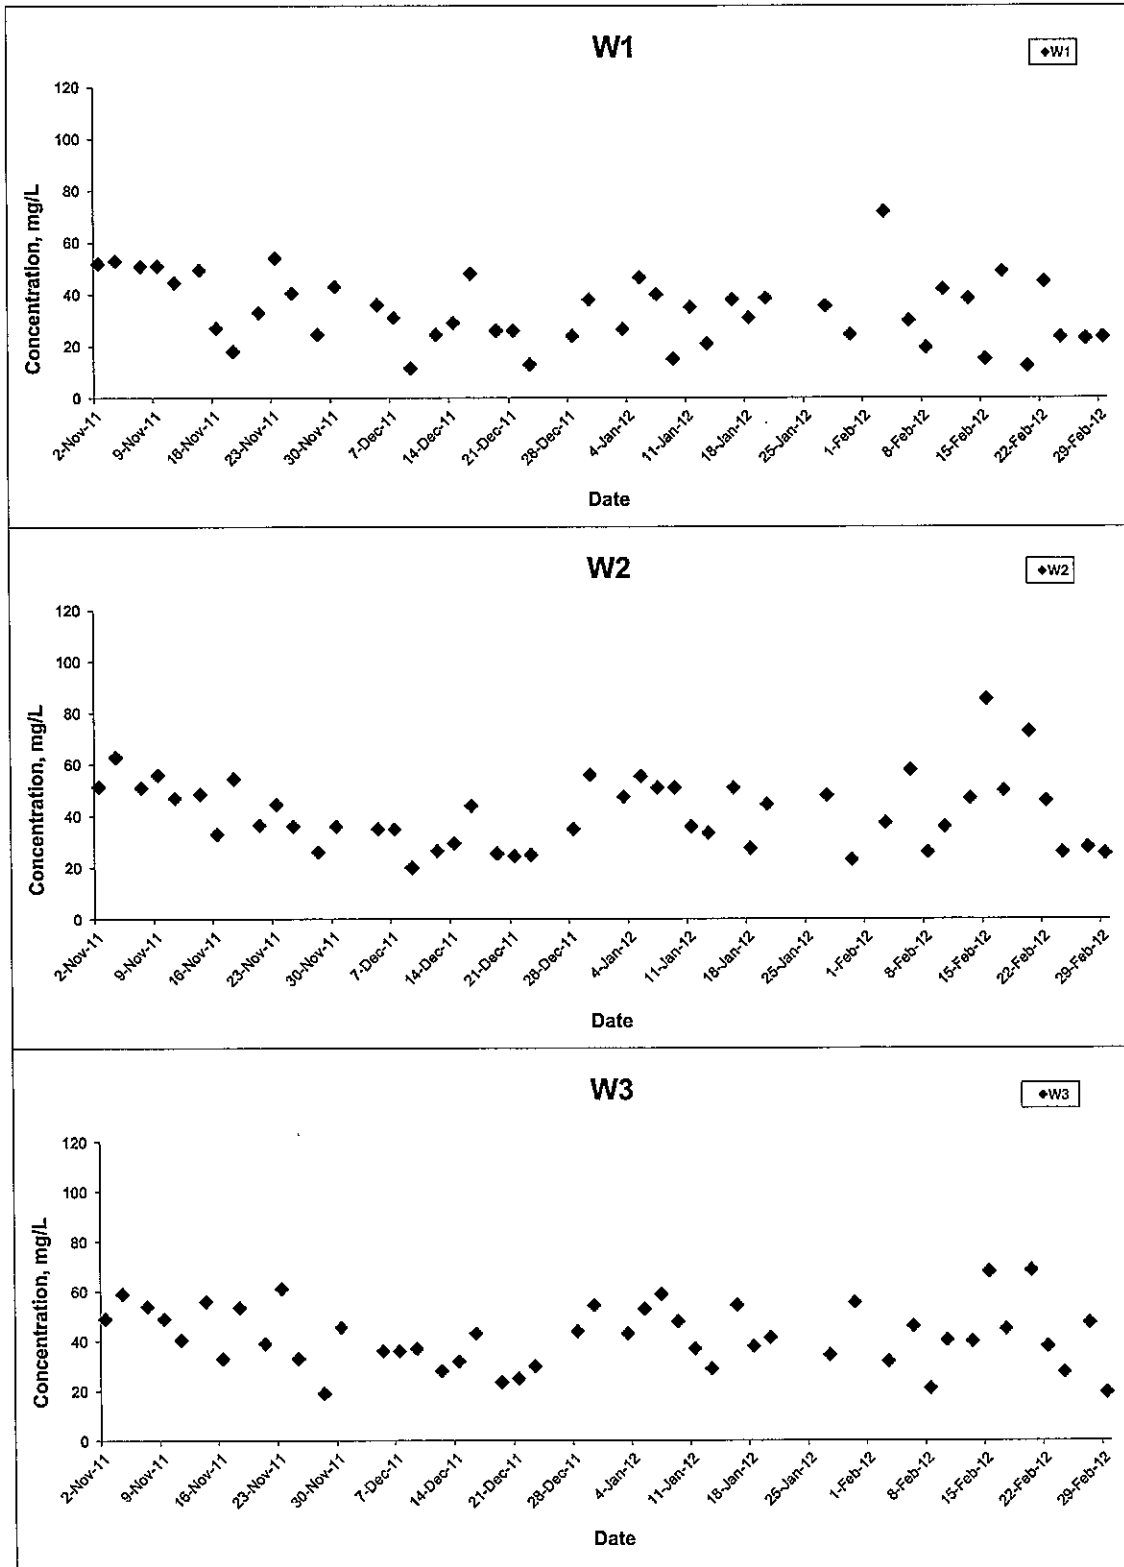 W1
◆W1
120
100
80
60
40
20
0
Concentration, mg/L
2-Nov-11
9-Nov-11
18-Nov-11
23-Nov-11
30-Nov-11
7-Dec-11
14-Dec-11
21-Dec-11
28-Dec-11
4-Jan-12
11-Jan-12
18-Jan-12
25-Jan-12
1-Feb-12
8-Feb-12
15-Feb-12
22-Feb-12
29-Feb-12
Date
W2
◆W2
120
100
80
60
40
20
0
Concentration, mg/L
2-Nov-11
9-Nov-11
16-Nov-11
23-Nov-11
30-Nov-11
7-Dec-11
14-Dec-11
21-Dec-11
28-Dec-11
4-Jan-12
11-Jan-12
18-Jan-12
25-Jan-12
1-Feb-12
8-Feb-12
15-Feb-12
22-Feb-12
29-Feb-12
Date
W3
◆W3
120
100
80
60
40
20
0
Concentration, mg/L
2-Nov-11
9-Nov-11
16-Nov-11
23-Nov-11
30-Nov-11
7-Dec-11
14-Dec-11
21-Dec-11
28-Dec-11
4-Jan-12
11-Jan-12
18-Jan-12
25-Jan-12
1-Feb-12
8-Feb-12
15-Feb-12
22-Feb-12
29-Feb-12
Date